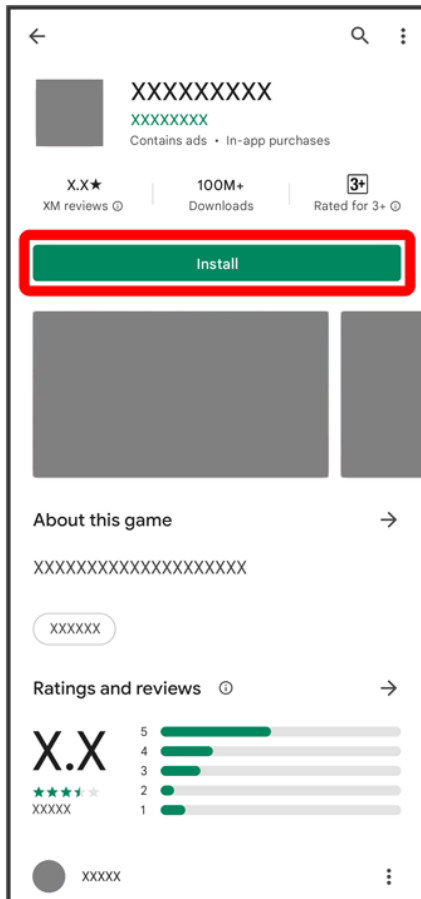 XXXXXXXXX
XXXXXXXX
Contains ads • In-app purchases
X.X★ 100M+ 3+
XM reviews Downloads Rated for 3+
Install
About this game
XXXXXXXXXXXXXXXXXXXX
XXXXXX
Ratings and reviews
X.X
5
4
3
2
1
XXXXX
XXXXX